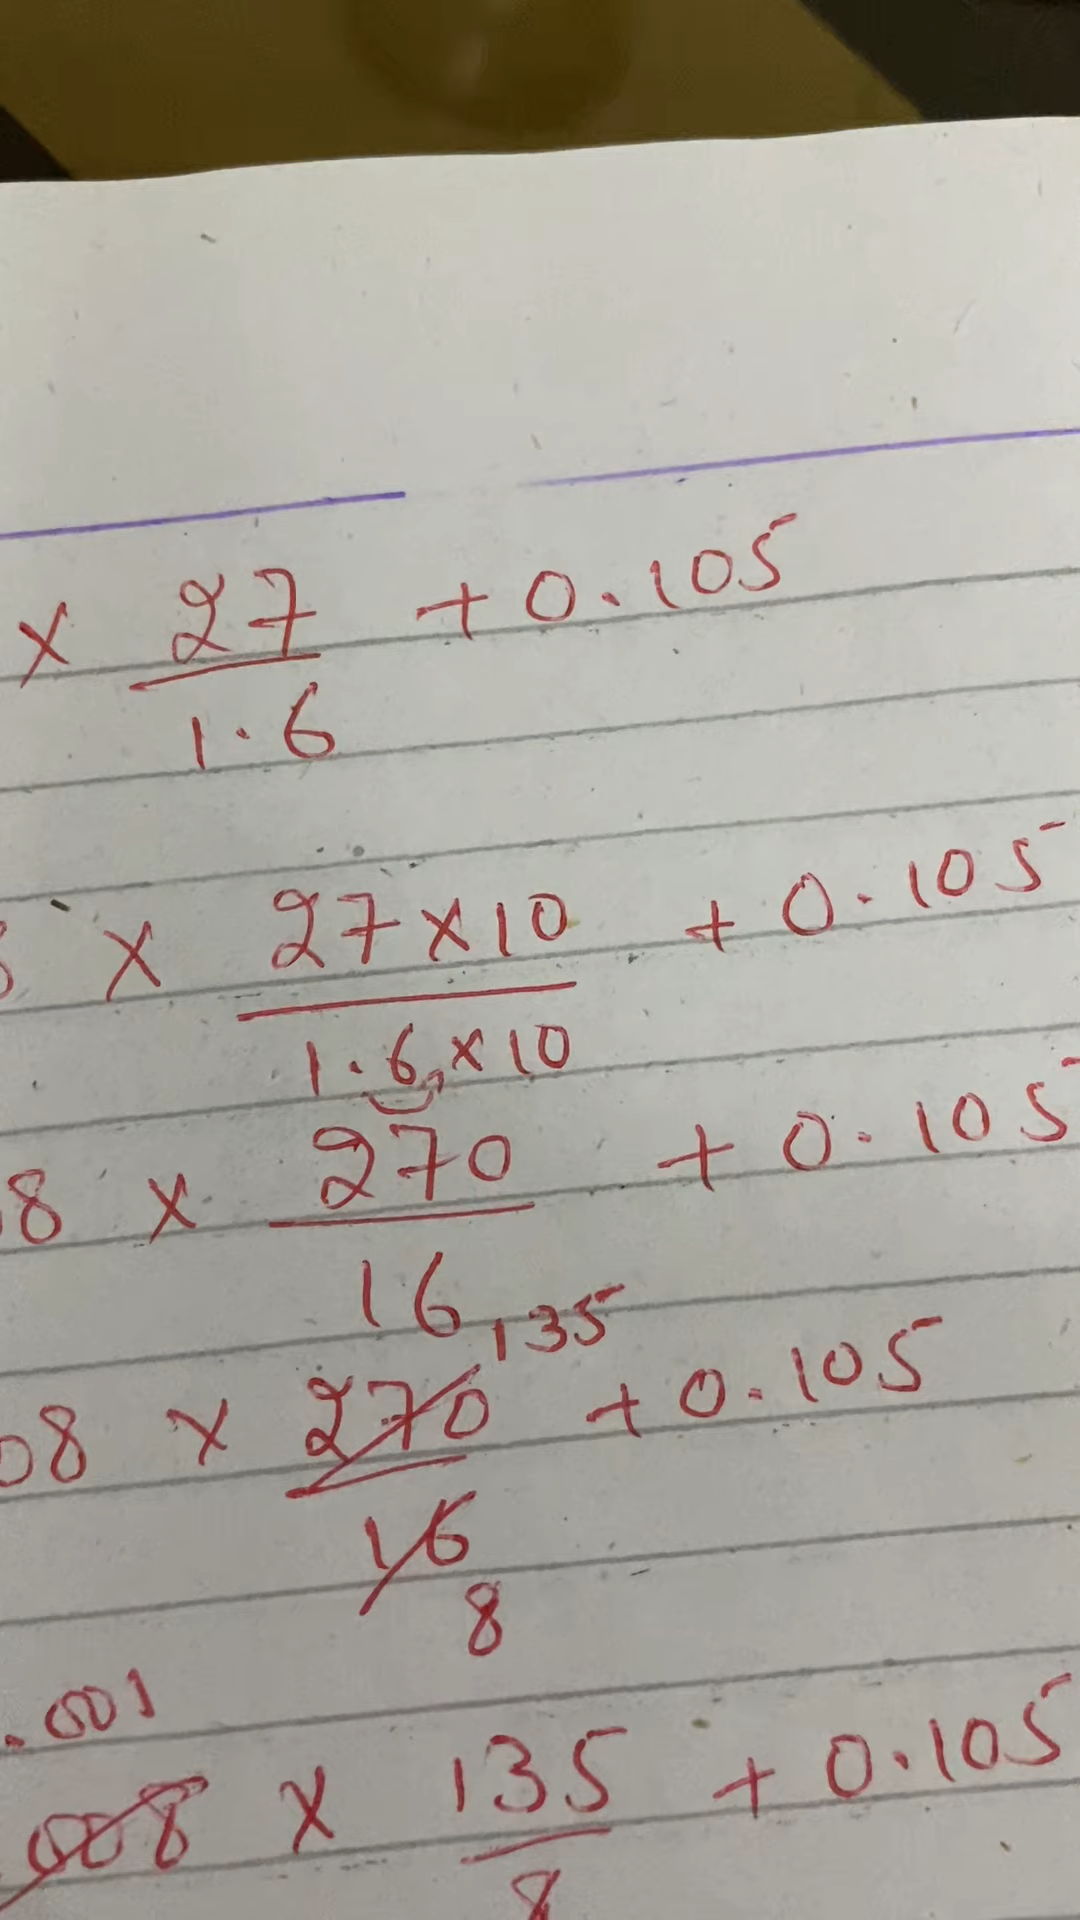 × 27/1.6 + 0.105
× 27×10/1.6×10 + 0.105
8 × 270/16 + 0.105
08 × 270/16 + 0.105
135
8
.001
008 × 135/8 + 0.105